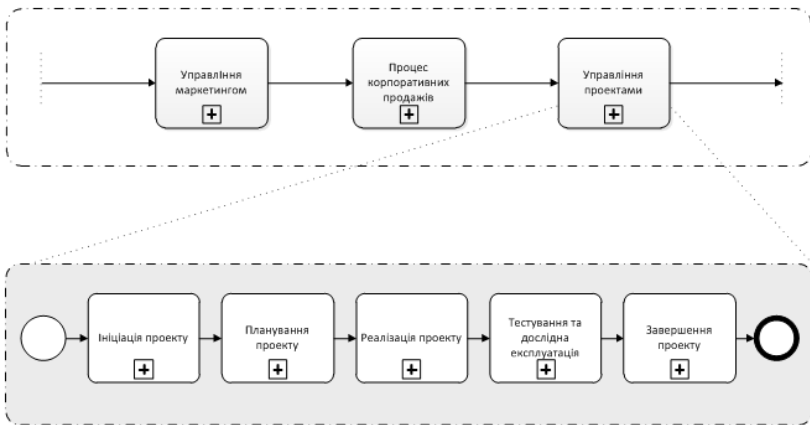 Управління
маркетингом
Процес
корпоративних
продажів
Управління
проектами
Ініціація проекту
Планування
проекту
Реалізація проекту
Тестування та
дослідна
експлуатація
Завершення
проекту